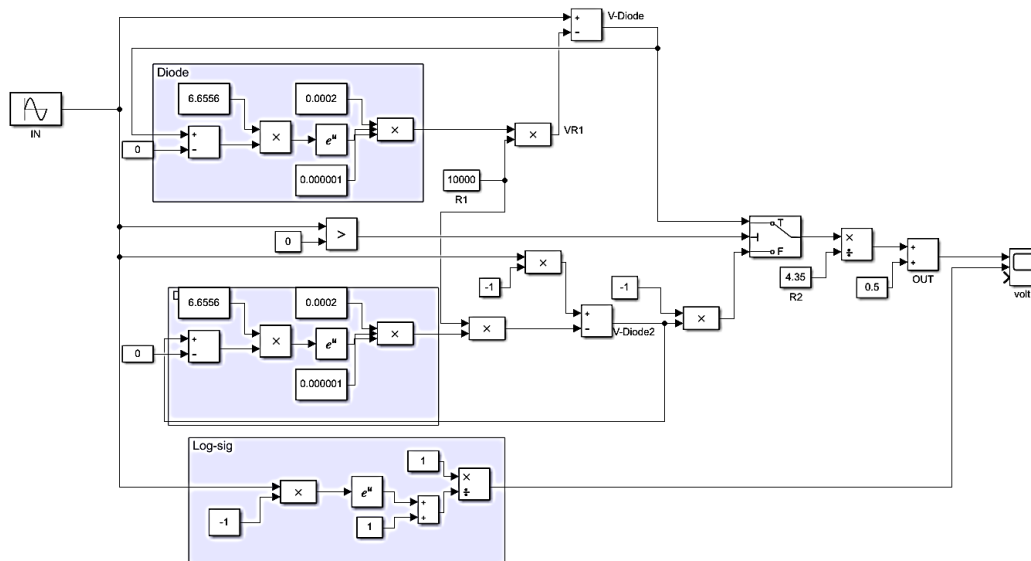 V-Diode
Diode
6.6556
0.0002
+
−
×
e^u
×
×
VR1
IN
0
0.000001
10000
R1
0
>
T
F
×
÷
4.35
R2
+
+
0.5
OUT
volt
-1
×
-1
+
−
V-Diode2
×
D
6.6556
0.0002
+
−
×
e^u
×
×
0
0.000001
Log-sig
1
×
÷
×
e^u
+
+
-1
1